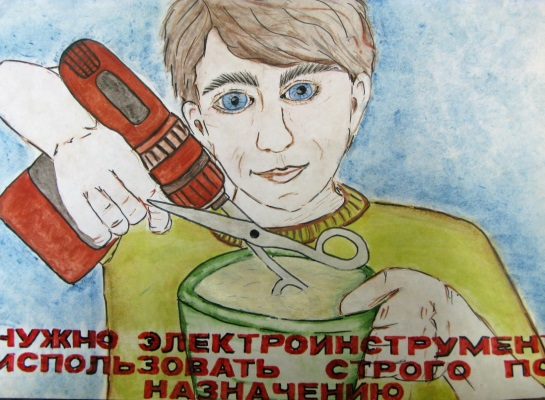 НУЖНО ЭЛЕКТРОИНСТРУМЕНТ
ИСПОЛЬЗОВАТЬ СТРОГО ПО
НАЗНАЧЕНИЮ